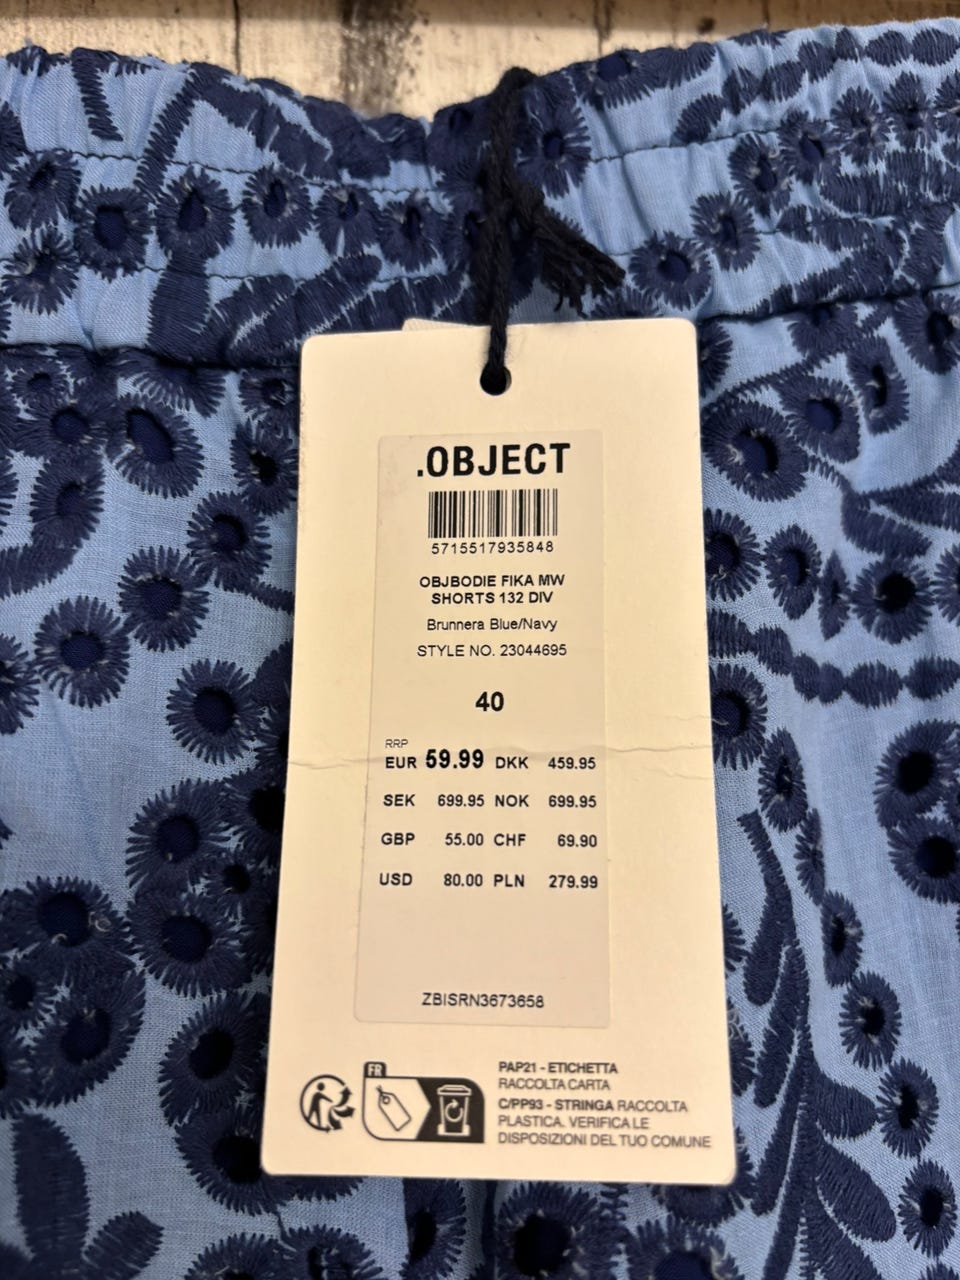 .OBJECT
5715517935848
OBJBODIE FIKA MW
SHORTS 132 DIV
Brunnera Blue/Navy
STYLE NO. 23044695
40
RRP
EUR 59.99 DKK 459.95
SEK 699.95 NOK 699.95
GBP 55.00 CHF 69.90
USD 80.00 PLN 279.99
ZBISRN3673658
FR
PAP21 - ETICHETTA
RACCOLTA CARTA
C/PP93 - STRINGA RACCOLTA
PLASTICA. VERIFICA LE
DISPOSIZIONI DEL TUO COMUNE